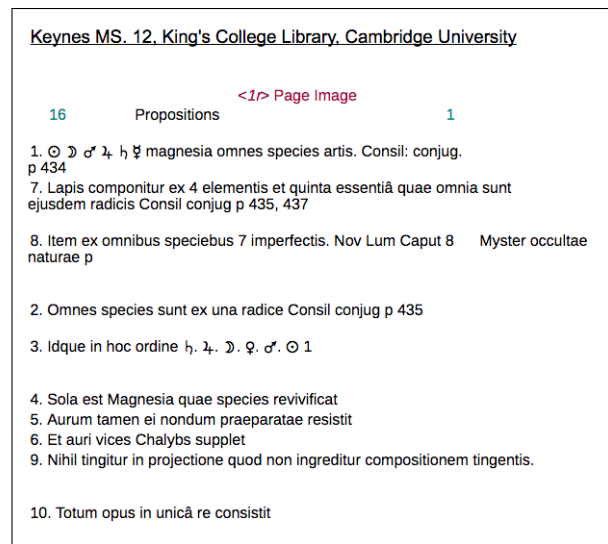 Keynes MS. 12, King's College Library, Cambridge University
<1r> Page Image
16 Propositions 1
1. ☉ ☽ ♂ ♃ ♄ ☿ magnesia omnes species artis. Consil: conjug.
p 434
7. Lapis componitur ex 4 elementis et quinta essentiâ quae omnia sunt
ejusdem radicis Consil conjug p 435, 437
8. Item ex omnibus speciebus 7 imperfectis. Nov Lum Caput 8 Myster occultae
naturae p
2. Omnes species sunt ex una radice Consil conjug p 435
3. Idque in hoc ordine ♄. ♃. ☽. ♀. ♂. ☉ 1
4. Sola est Magnesia quae species revivificat
5. Aurum tamen ei nondum praeparatae resistit
6. Et auri vices Chalybs supplet
9. Nihil tingitur in projectione quod non ingreditur compositionem tingentis.
10. Totum opus in unicâ re consistit